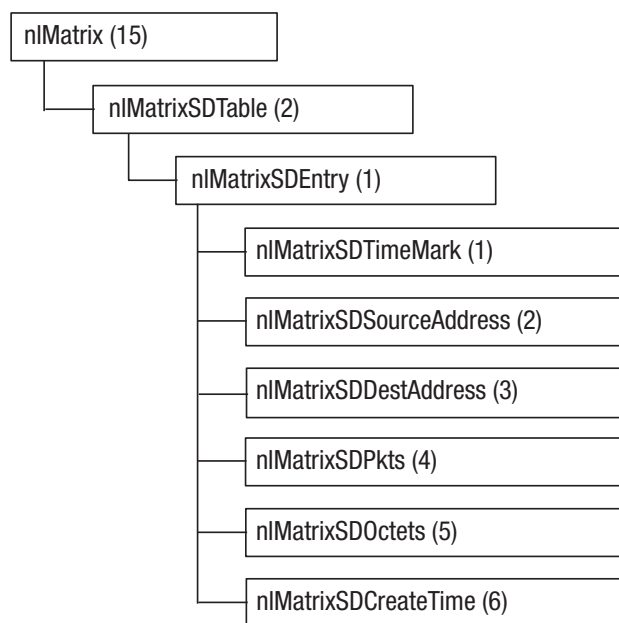 nlMatrix (15)
nlMatrixSDTable (2)
nlMatrixSDEntry (1)
nlMatrixSDTimeMark (1)
nlMatrixSDSourceAddress (2)
nlMatrixSDDestAddress (3)
nlMatrixSDPkts (4)
nlMatrixSDOctets (5)
nlMatrixSDCreateTime (6)